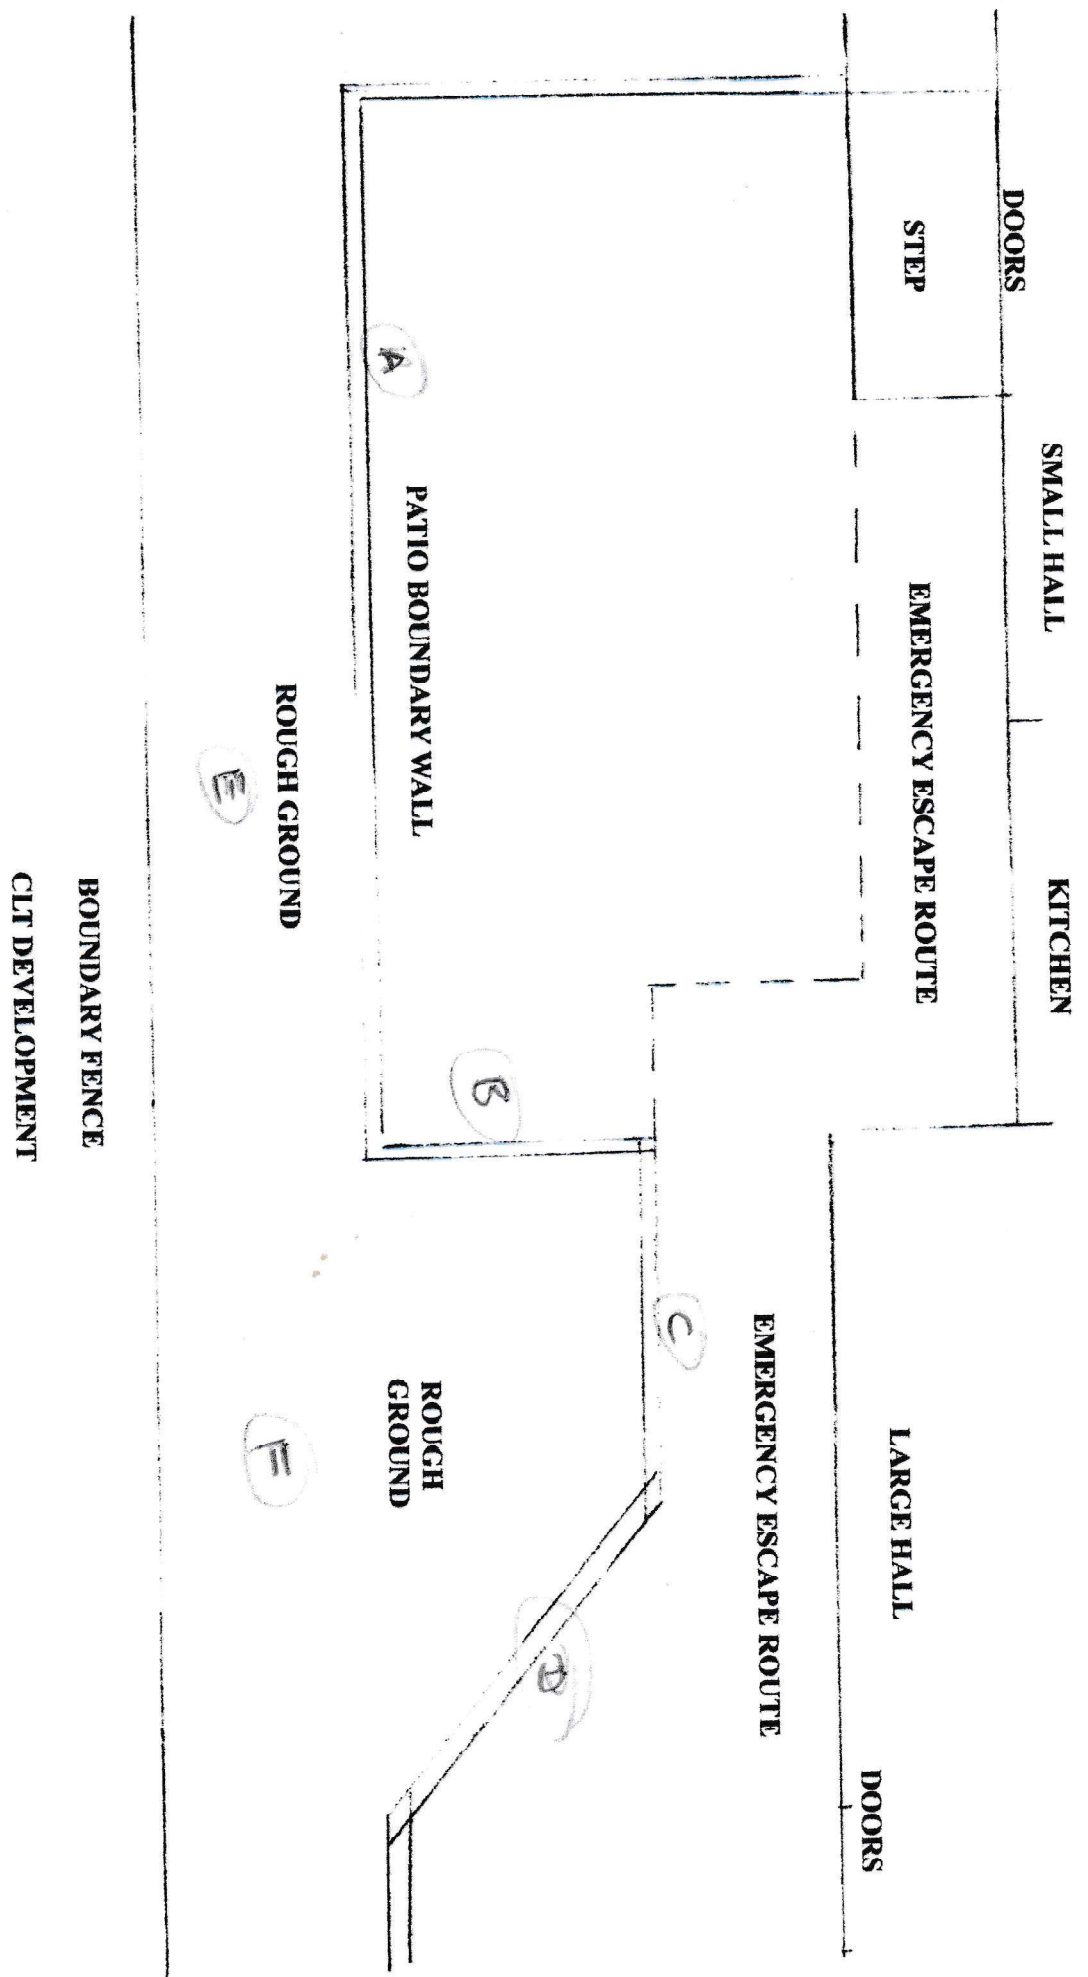 DOORS
SMALL HALL
KITCHEN
STEP
EMERGENCY ESCAPE ROUTE
LARGE HALL
DOORS
EMERGENCY ESCAPE ROUTE
C
B
D
A
PATIO BOUNDARY WALL
ROUGH
GROUND
ROUGH GROUND
E
F
BOUNDARY FENCE
CLT DEVELOPMENT